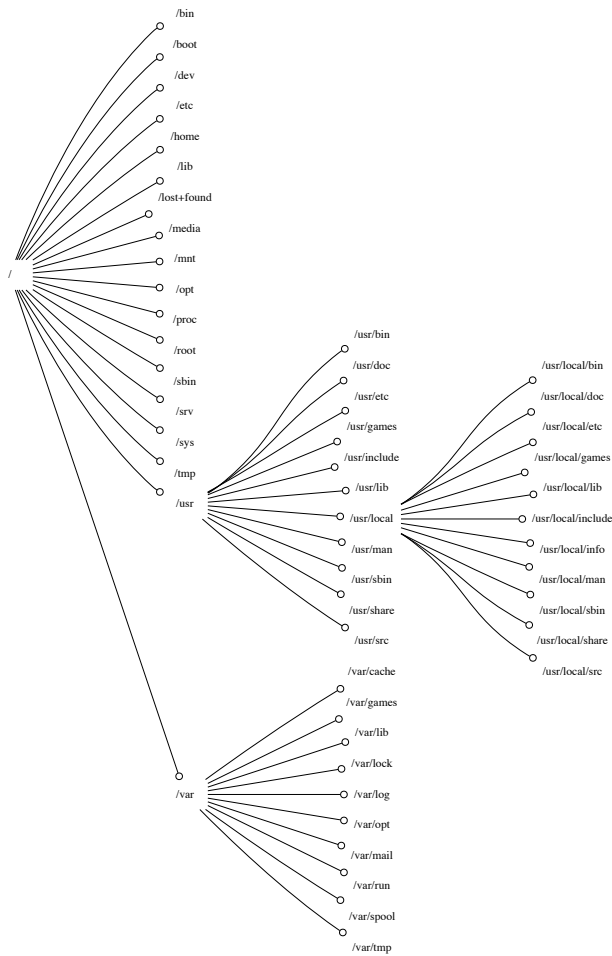 /
/bin
/boot
/dev
/etc
/home
/lib
/lost+found
/media
/mnt
/opt
/proc
/root
/sbin
/srv
/sys
/tmp
/usr
/var
/usr/bin
/usr/doc
/usr/etc
/usr/games
/usr/include
/usr/lib
/usr/local
/usr/man
/usr/sbin
/usr/share
/usr/src
/usr/local/bin
/usr/local/doc
/usr/local/etc
/usr/local/games
/usr/local/lib
/usr/local/include
/usr/local/info
/usr/local/man
/usr/local/sbin
/usr/local/share
/usr/local/src
/var/cache
/var/games
/var/lib
/var/lock
/var/log
/var/opt
/var/mail
/var/run
/var/spool
/var/tmp